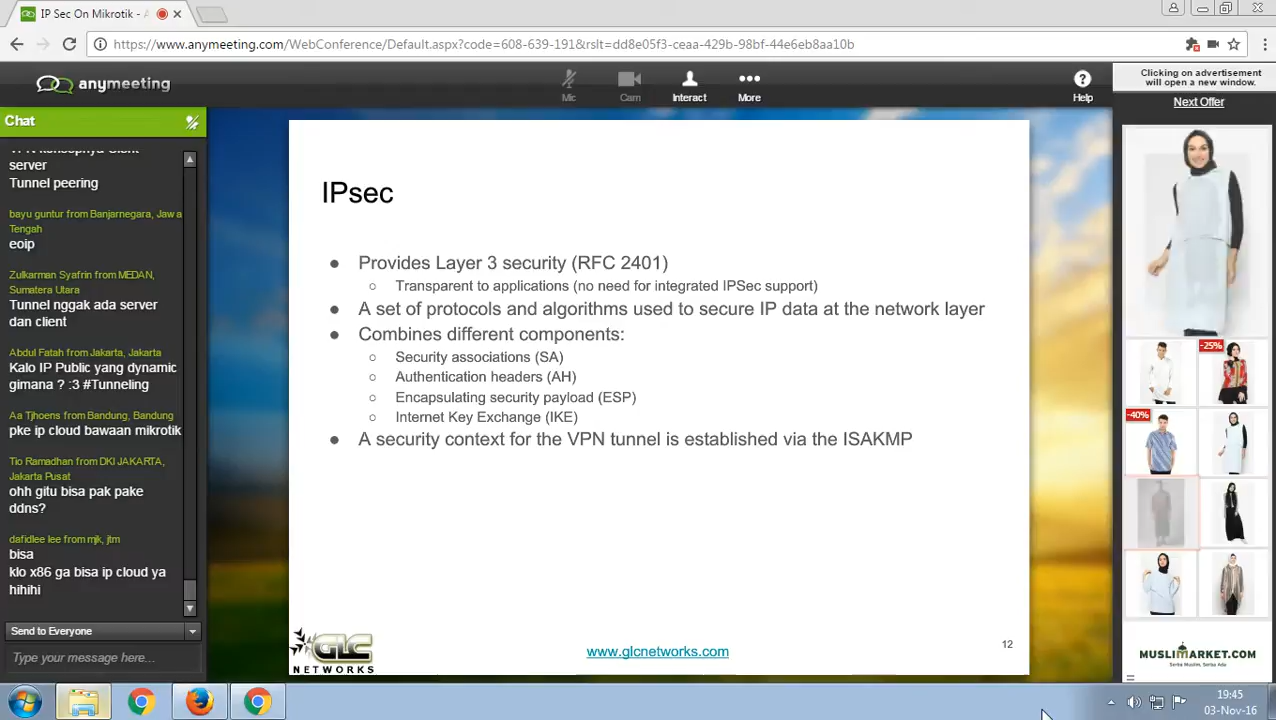 IP Sec On Mikrotik - A
https://www.anymeeting.com/WebConference/Default.aspx?code=608-639-191&rslt=dd8e05f3-ceaa-429b-98bf-44e6eb8aa10b
anymeeting
Mic
Cam
Interact
More
Help
Clicking on advertisement
will open a new window.
Next Offer
Chat
server
Tunnel peering
bayu guntur from Banjarnegara, Jawa
Tengah
eoip
Zulkarman Syafrin from MEDAN,
Sumatera Utara
Tunnel nggak ada server
dan client
Abdul Fatah from Jakarta, Jakarta
Kalo IP Public yang dynamic
gimana ? :3 #Tunneling
Aa Tjhoens from Bandung, Bandung
pke ip cloud bawaan mikrotik
Tio Ramadhan from DKI JAKARTA,
Jakarta Pusat
ohh gitu bisa pak pake
ddns?
dafidlee lee from mjk, jtm
bisa
klo x86 ga bisa ip cloud ya
hihihi
Send to Everyone
Type your message here...
IPsec
● Provides Layer 3 security (RFC 2401)
○ Transparent to applications (no need for integrated IPSec support)
● A set of protocols and algorithms used to secure IP data at the network layer
● Combines different components:
○ Security associations (SA)
○ Authentication headers (AH)
○ Encapsulating security payload (ESP)
○ Internet Key Exchange (IKE)
● A security context for the VPN tunnel is established via the ISAKMP
GLC
NETWORKS
www.glcnetworks.com
12
-25%
-40%
MUSLIMARKET.COM
Serba Muslim, Serba Ada
19:45
03-Nov-16